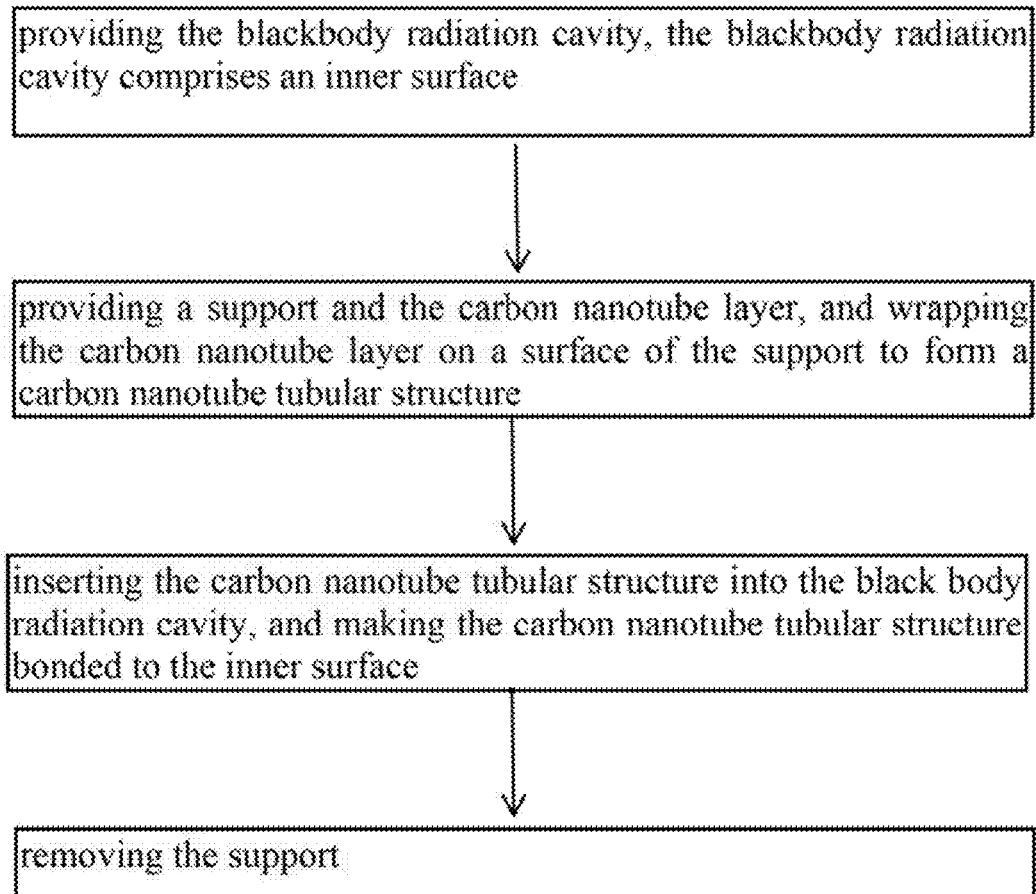 providing the blackbody radiation cavity, the blackbody radiation
cavity comprises an inner surface
providing a support and the carbon nanotube layer, and wrapping
the carbon nanotube layer on a surface of the support to form a
carbon nanotube tubular structure
inserting the carbon nanotube tubular structure into the black body
radiation cavity, and making the carbon nanotube tubular structure
bonded to the inner surface
removing the support